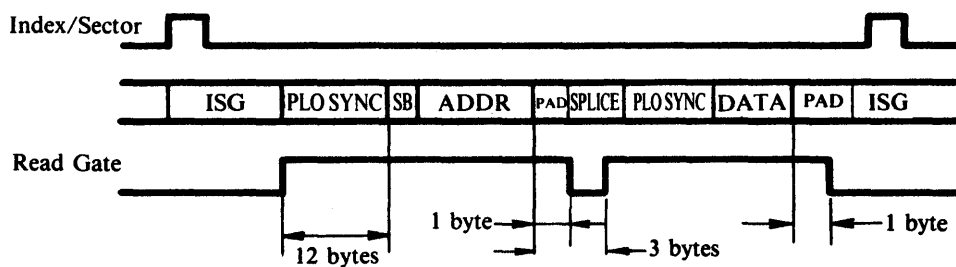 Index/Sector
ISG PLO SYNC SB ADDR PAD SPLICE PLO SYNC DATA PAD ISG
Read Gate
1 byte 1 byte
12 bytes 3 bytes